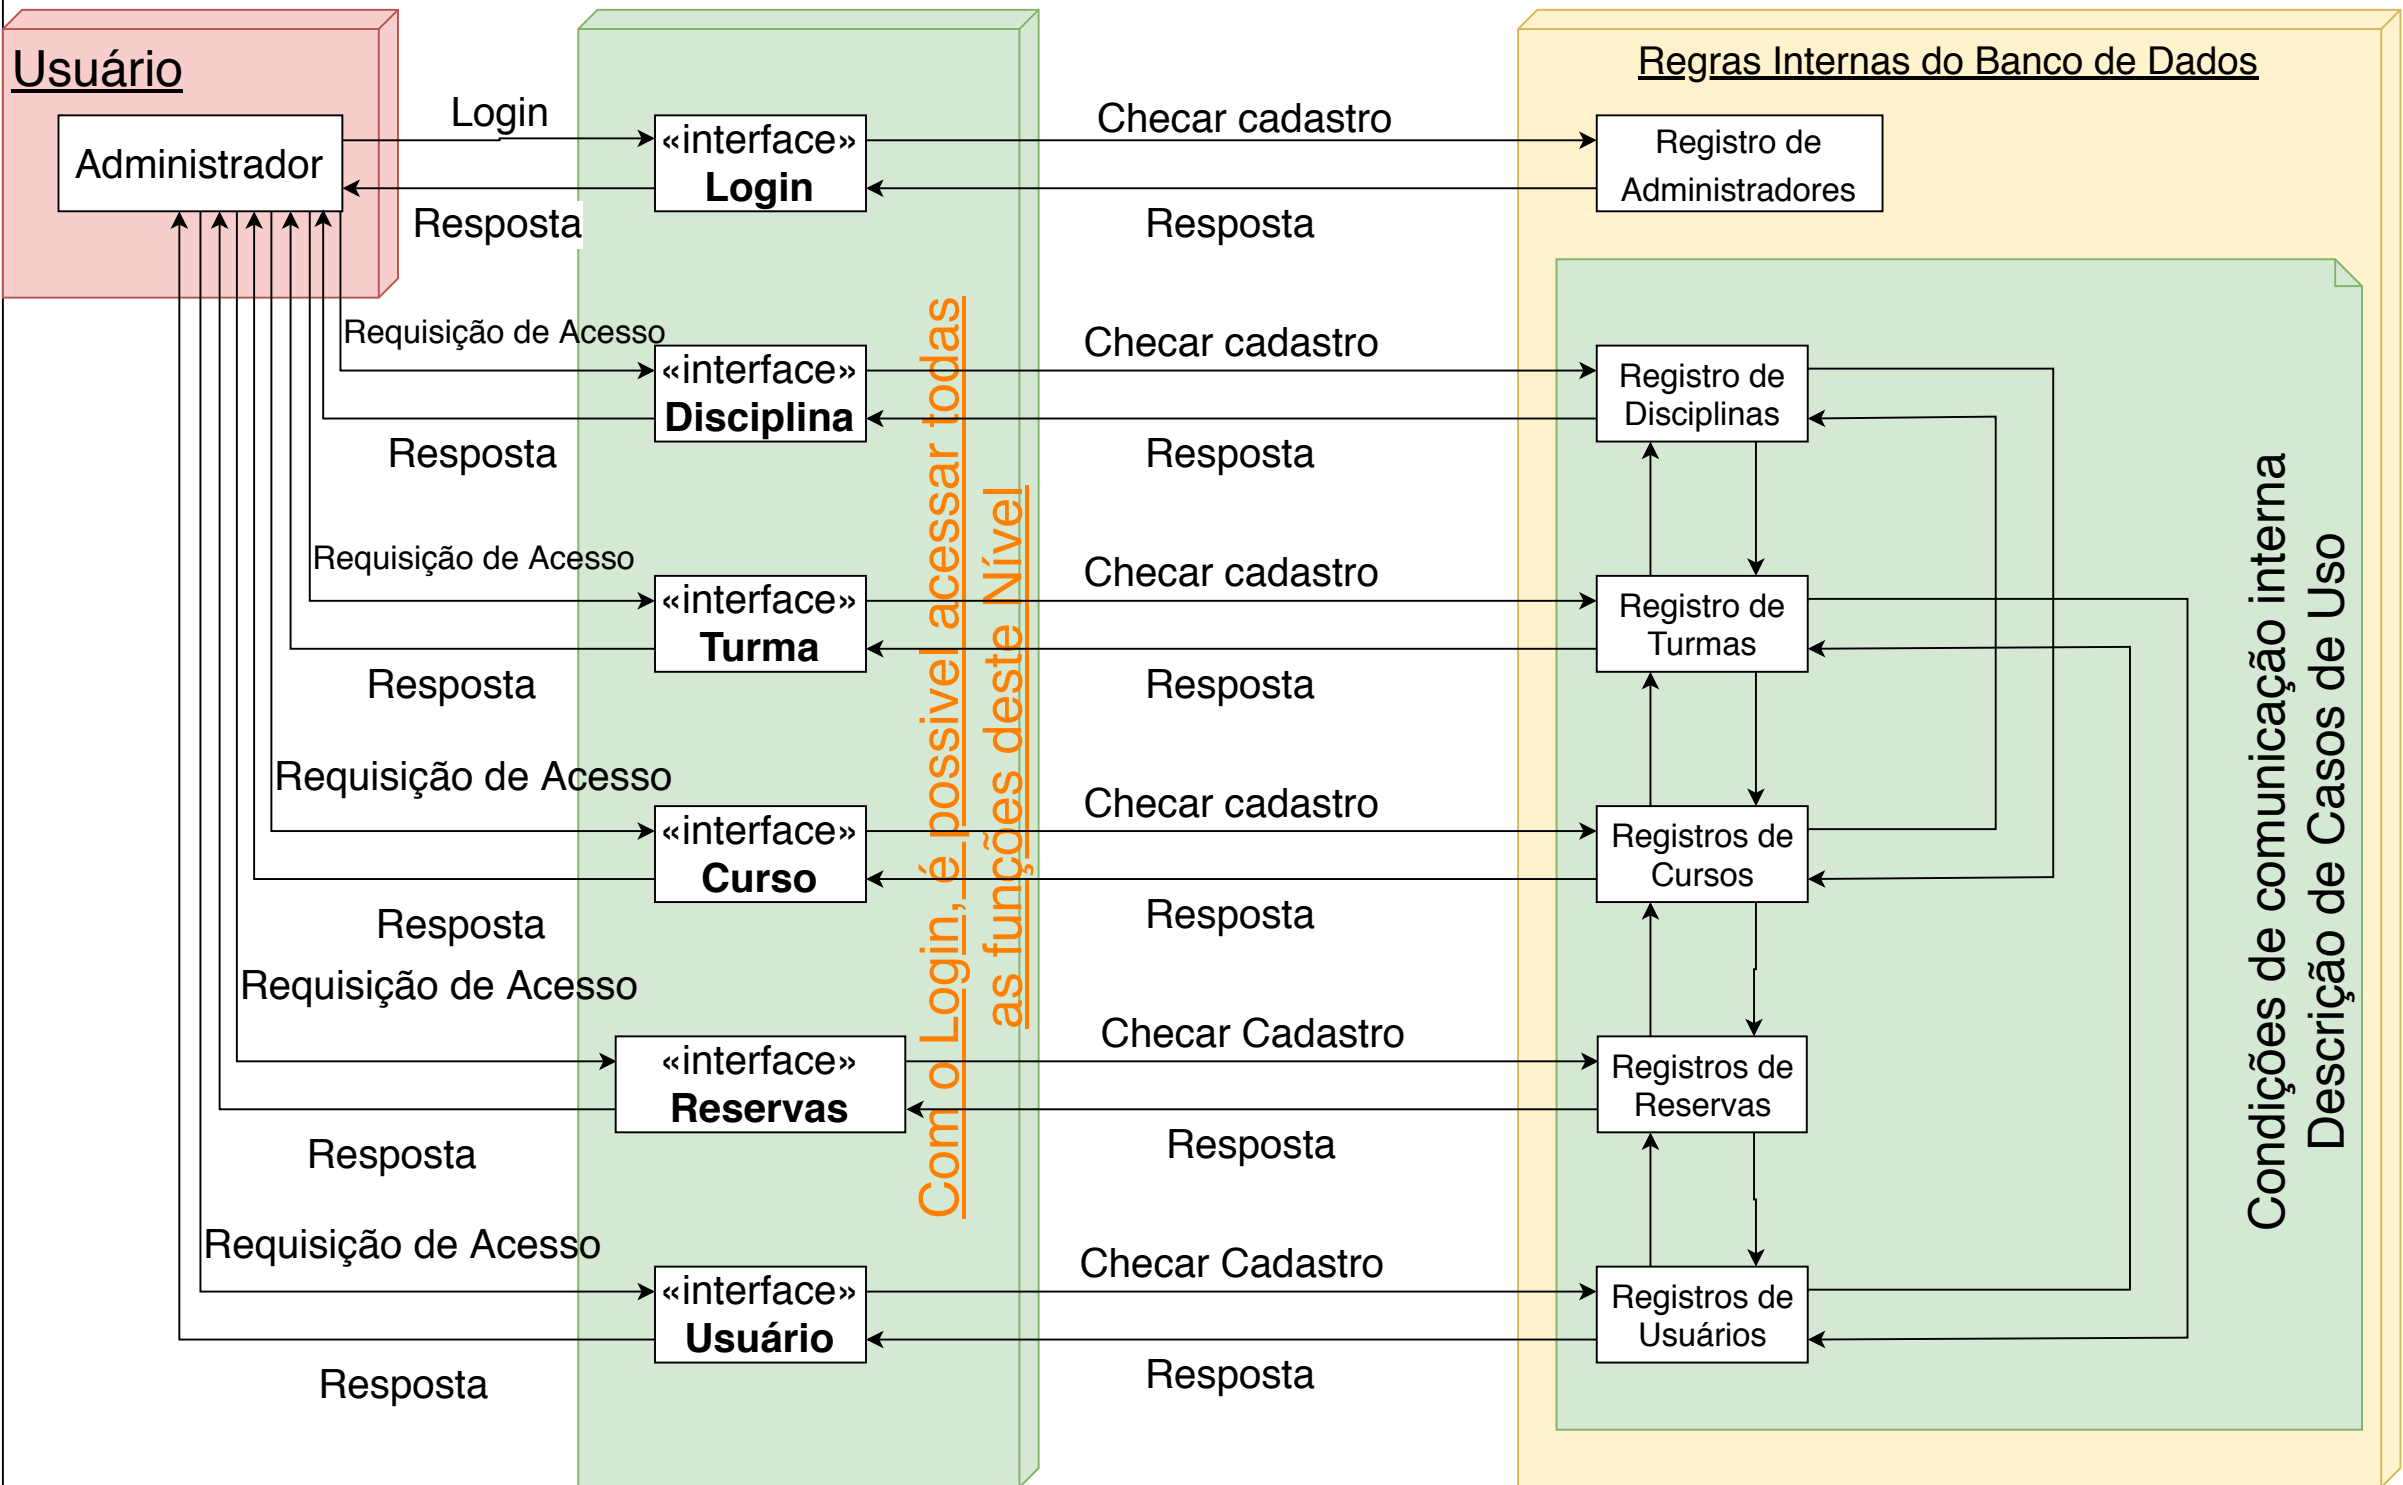 Usuário
Regras Internas do Banco de Dados
Administrador
Login
«interface»
Login
Checar cadastro
Registro de
Administradores
Resposta
Resposta
Requisição de Acesso
«interface»
Disciplina
Checar cadastro
Registro de
Disciplinas
Resposta
Resposta
Requisição de Acesso
«interface»
Turma
Checar cadastro
Registro de
Turmas
Resposta
Resposta
Requisição de Acesso
«interface»
Curso
Checar cadastro
Registros de
Cursos
Resposta
Resposta
Requisição de Acesso
«interface»
Reservas
Checar Cadastro
Registros de
Reservas
Resposta
Resposta
Requisição de Acesso
«interface»
Usuário
Checar Cadastro
Registros de
Usuários
Resposta
Resposta
Com o Login, é possivel acessar todas
as funções deste Nível
Condições de comunicação interna
Descrição de Casos de Uso